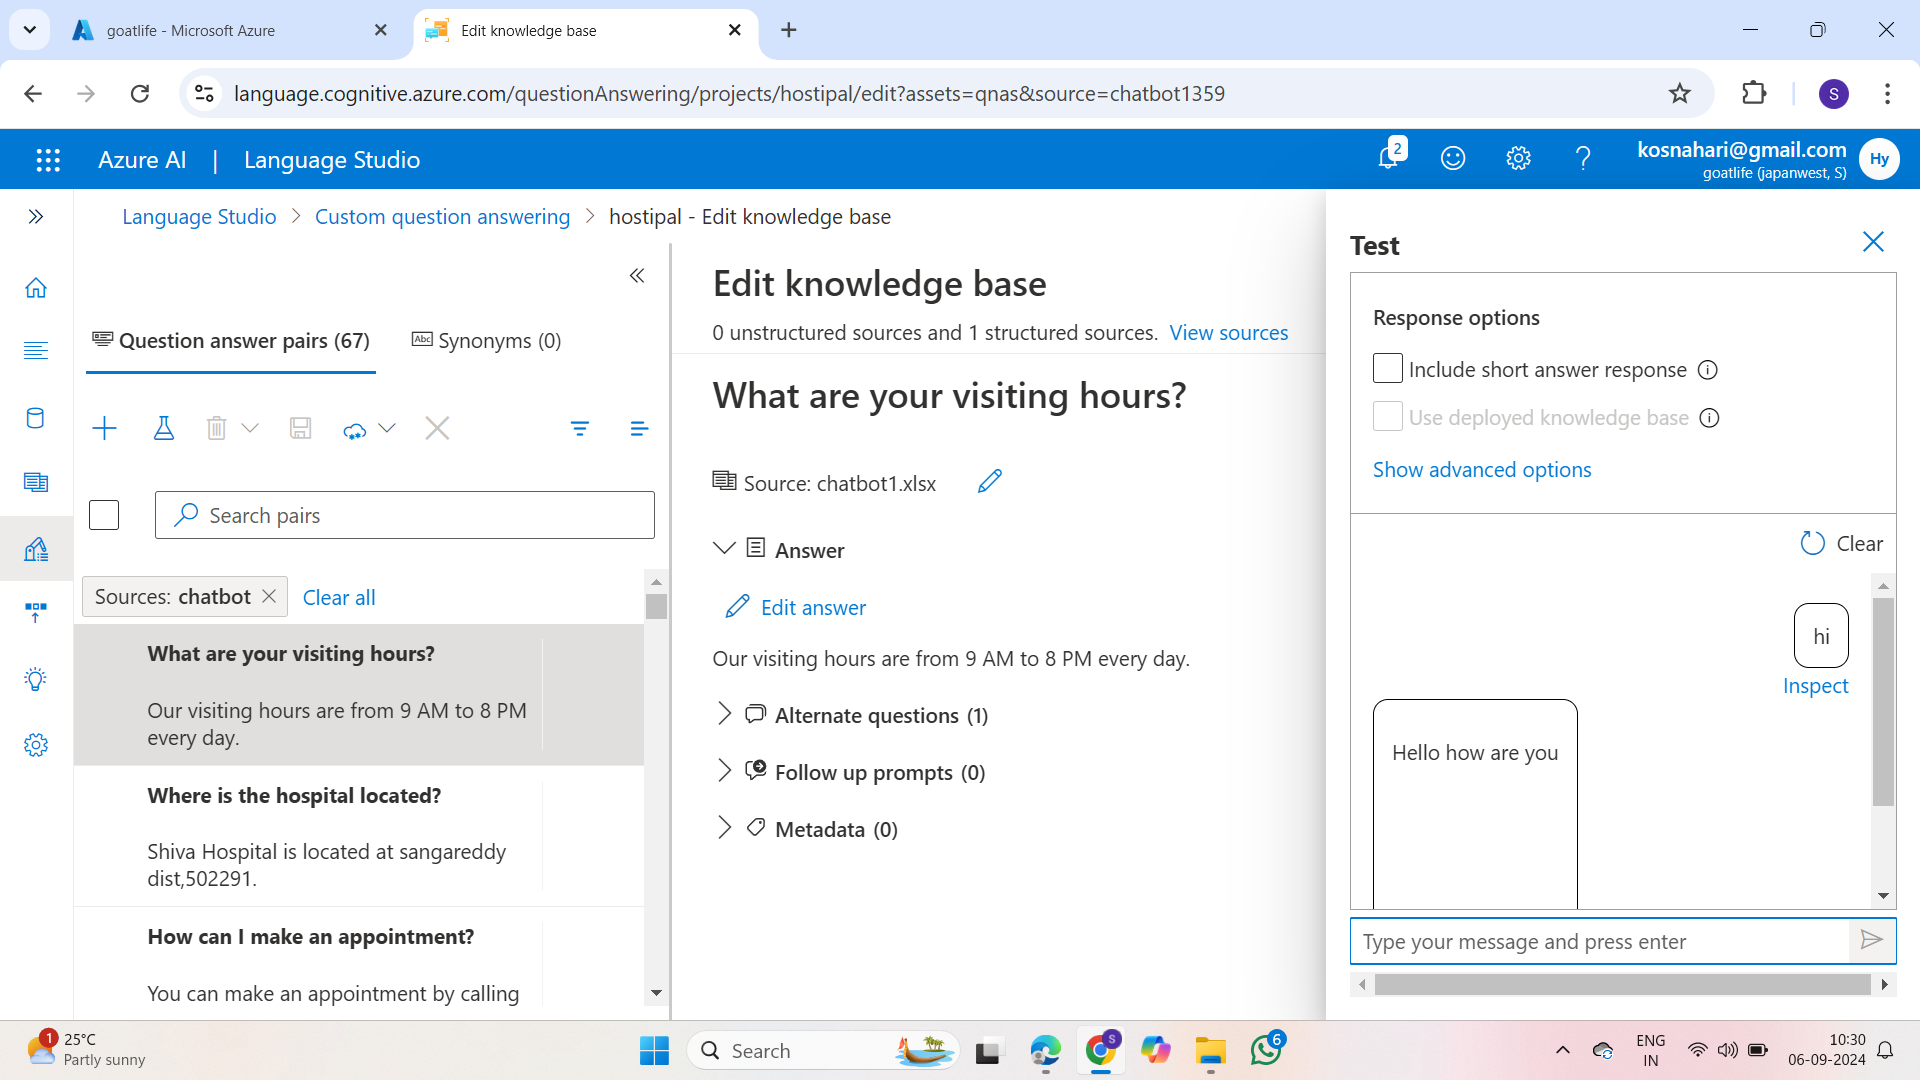 goatlife - Microsoft Azure
Edit knowledge base
language.cognitive.azure.com/questionAnswering/projects/hostipal/edit?assets=qnas&source=chatbot1359
S
Azure AI | Language Studio
2
kosnahari@gmail.com
goatlife (japanwest, S)
Hy
Language Studio > Custom question answering > hostipal - Edit knowledge base
Question answer pairs (67)
Abc Synonyms (0)
Search pairs
Sources: chatbot
Clear all
What are your visiting hours?
Our visiting hours are from 9 AM to 8 PM
every day.
Where is the hospital located?
Shiva Hospital is located at sangareddy
dist,502291.
How can I make an appointment?
You can make an appointment by calling
Edit knowledge base
0 unstructured sources and 1 structured sources. View sources
What are your visiting hours?
Source: chatbot1.xlsx
Answer
Edit answer
Our visiting hours are from 9 AM to 8 PM every day.
Alternate questions (1)
Follow up prompts (0)
Metadata (0)
Test
Response options
Include short answer response
Use deployed knowledge base
Show advanced options
Clear
hi
Inspect
Hello how are you
Type your message and press enter
1
25°C
Partly sunny
Search
S
6
ENG
IN
10:30
06-09-2024